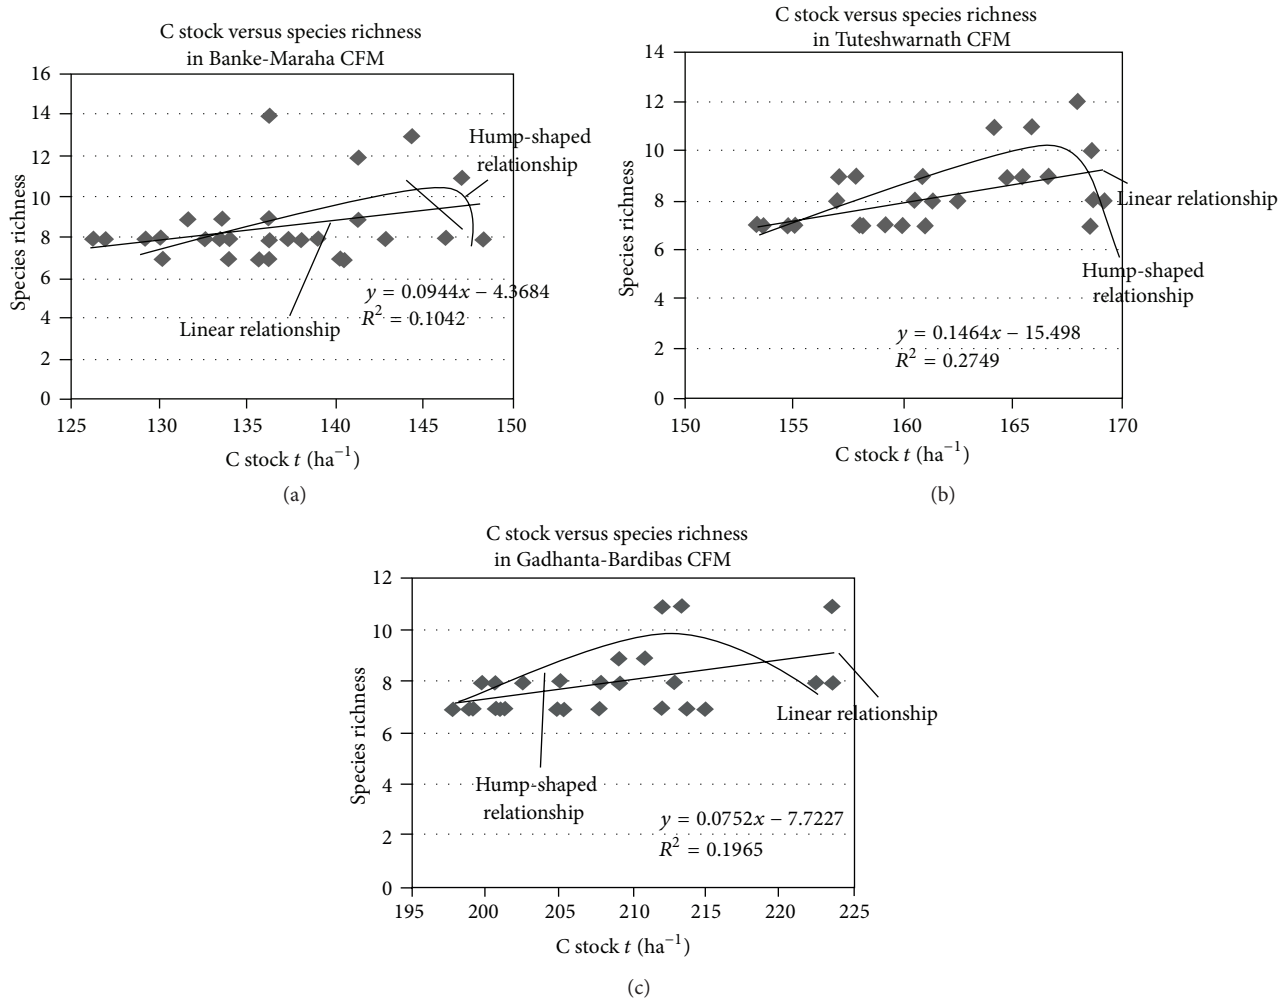 C stock versus species richness
in Banke-Maraha CFM
16
14
12
10
8
6
4
2
0
Species richness
Hump-shaped
relationship
y = 0.0944x − 4.3684
R² = 0.1042
Linear relationship
125 130 135 140 145 150
C stock t (ha⁻¹)
(a)
C stock versus species richness
in Tuteshwarnath CFM
14
12
10
8
6
4
2
0
Species richness
Linear relationship
Hump-shaped
relationship
y = 0.1464x − 15.498
R² = 0.2749
150 155 160 165 170
C stock t (ha⁻¹)
(b)
C stock versus species richness
in Gadhanta-Bardibas CFM
12
10
8
6
4
2
0
Species richness
Linear relationship
Hump-shaped
relationship
y = 0.0752x − 7.7227
R² = 0.1965
195 200 205 210 215 220 225
C stock t (ha⁻¹)
(c)